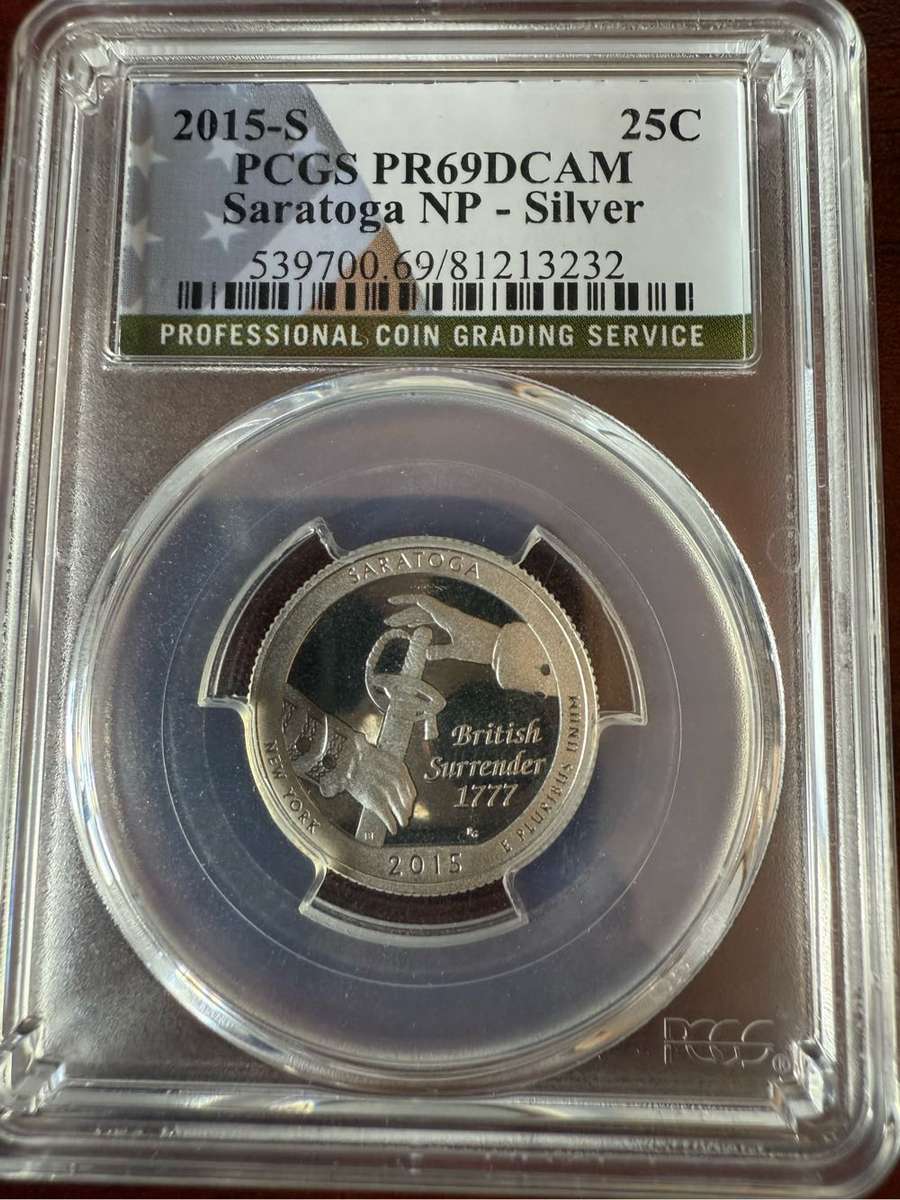 2015-S 25C
PCGS PR69DCAM
Saratoga NP - Silver
539700.69/81213232
PROFESSIONAL COIN GRADING SERVICE
SARATOGA
British
Surrender
1777
NEW YORK
2015
E PLURIBUS UNUM
PCGS®